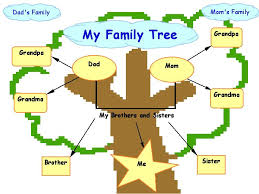 Dad's Family
Mom's Family
My Family Tree
Grandpa
Grandpa
Dad
Mom
Grandma
Grandma
My Brothers and Sisters
Brother
Me
Sister